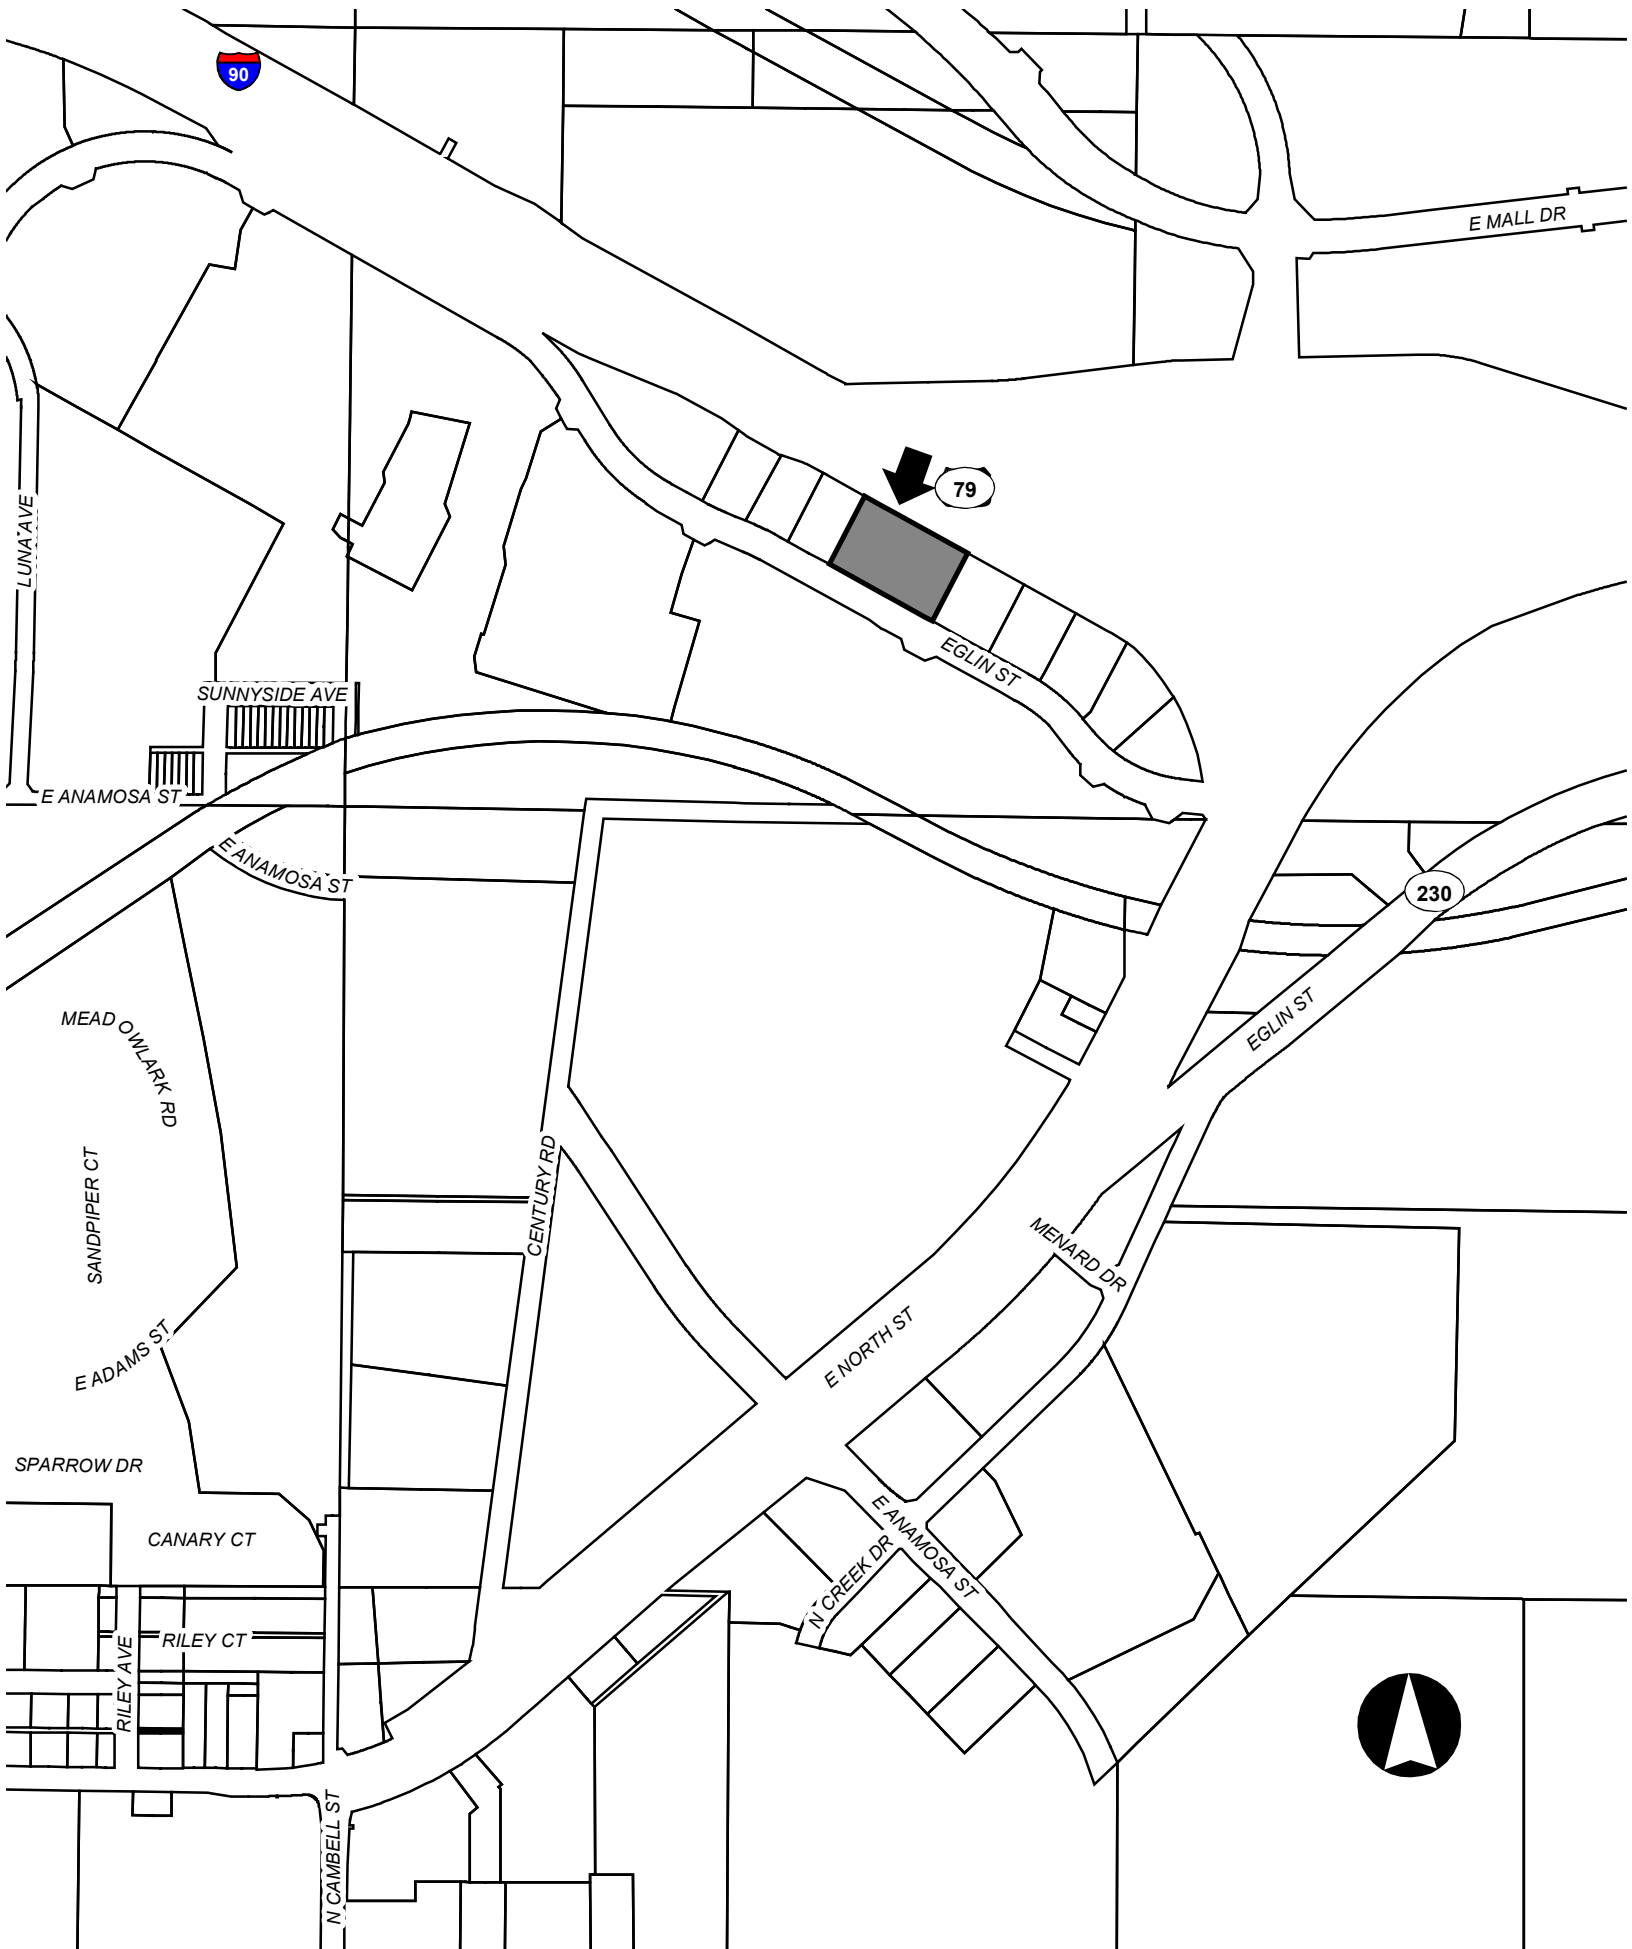 90
E MALL DR
79
LUNA AVE
EGLIN ST
SUNNYSIDE AVE
E ANAMOSA ST
E ANAMOSA ST
230
EGLIN ST
MEADOWLARK RD
SANDPIPER CT
CENTURY RD
MENARD DR
E NORTH ST
E ADAMS ST
SPARROW DR
E ANAMOSA ST
CANARY CT
N CREEK DR
RILEY CT
RILEY AVE
N CAMBELL ST